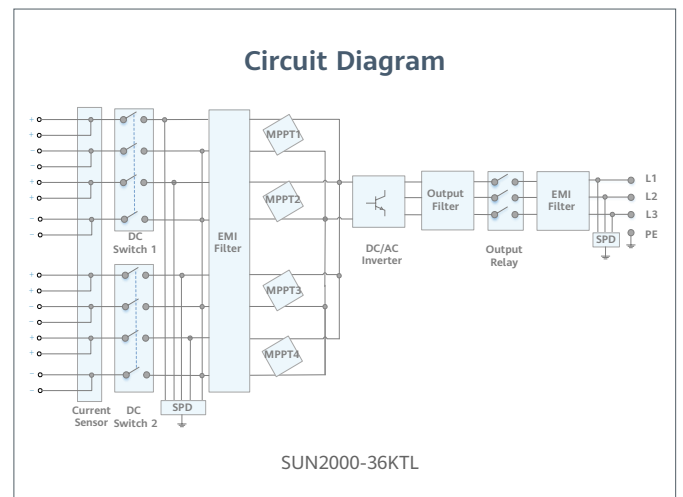 Circuit Diagram
+
+
−
−
+
+
−
−
DC
Switch 1
EMI
Filter
MPPT1
MPPT2
MPPT3
MPPT4
DC/AC
Inverter
Output
Filter
Output
Relay
EMI
Filter
L1
L2
L3
PE
SPD
+
+
−
−
+
+
−
−
Current
Sensor
DC
Switch 2
SPD
SUN2000-36KTL